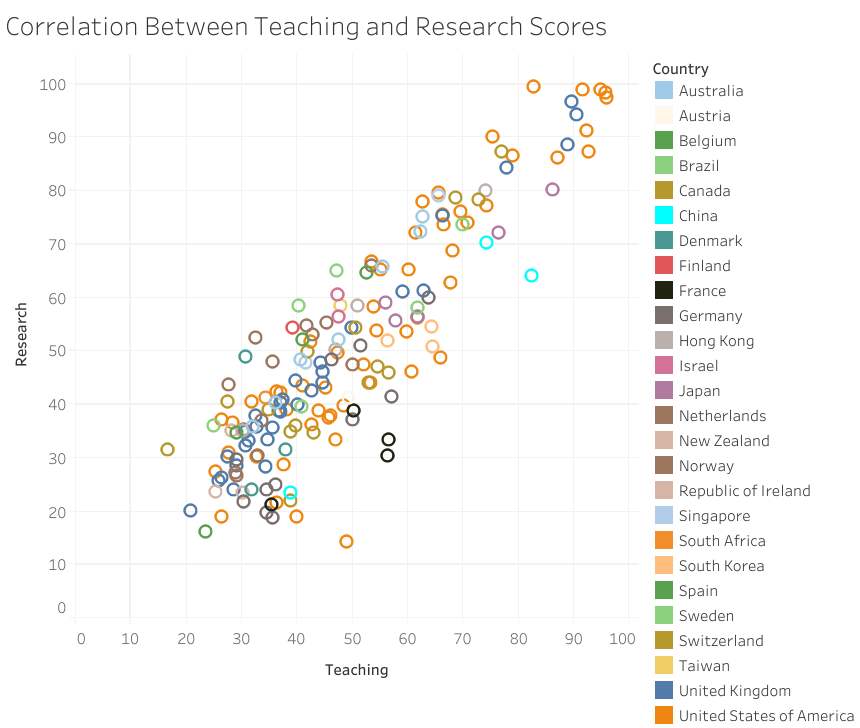 Correlation Between Teaching and Research Scores
Research
100
90
80
70
60
50
40
30
20
10
0
0 10 20 30 40 50 60 70 80 90 100
Teaching
Country
Australia
Austria
Belgium
Brazil
Canada
China
Denmark
Finland
France
Germany
Hong Kong
Israel
Japan
Netherlands
New Zealand
Norway
Republic of Ireland
Singapore
South Africa
South Korea
Spain
Sweden
Switzerland
Taiwan
United Kingdom
United States of America